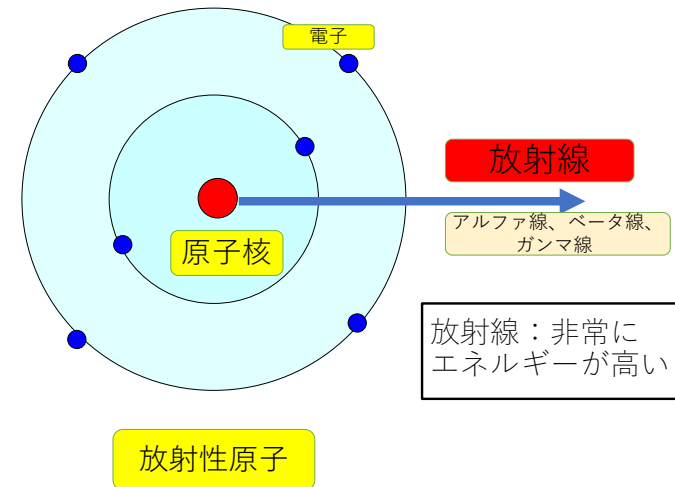 電子
放射線
アルファ線、ベータ線、
ガンマ線
原子核
放射線：非常に
エネルギーが高い
放射性原子